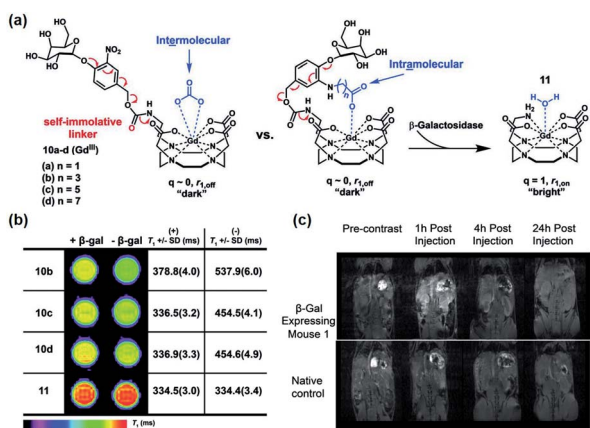 (a)
HO OH
HO
OH
O
O
NO2
O
O
HN
Intermolecular
O
O O
O
O
Gd
N N N N
self-immolative
linker
10a-d (GdIII)
(a) n = 1
(b) n = 3
(c) n = 5
(d) n = 7
q ~ 0, r1,off
"dark"
vs.
OH
HO
OH
OH
Intramolecular
HN
n
O
O
Gd
q ~ 0, r1,off
"dark"
β-Galactosidase
11
H O H
H2N
Gd
q = 1, r1,on
"bright"
(b)
+ β-gal - β-gal (+) T1 +/- SD (ms) (-) T1 +/- SD (ms)
10b 378.8(4.0) 537.9(6.0)
10c 336.5(3.2) 454.5(4.1)
10d 336.9(3.3) 454.6(4.9)
11 334.5(3.0) 334.4(3.4)
T1 (ms)
(c)
Pre-contrast 1h Post Injection 4h Post Injection 24h Post Injection
β-Gal
Expressing
Mouse 1
Native
control